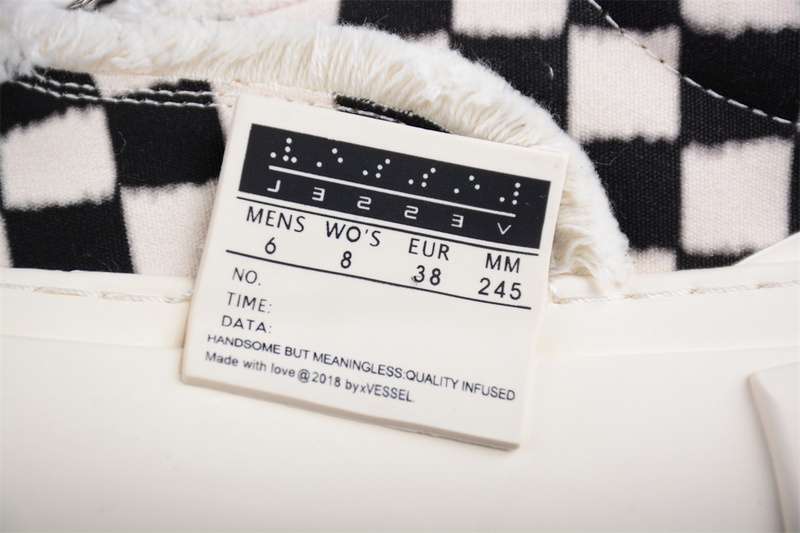 ⅃ESSEV
MENS WO'S EUR MM
6 8 38 245
NO.
TIME:
DATA:
HANDSOME BUT MEANINGLESS:QUALITY INFUSED
Made with love@2018 byxVESSEL